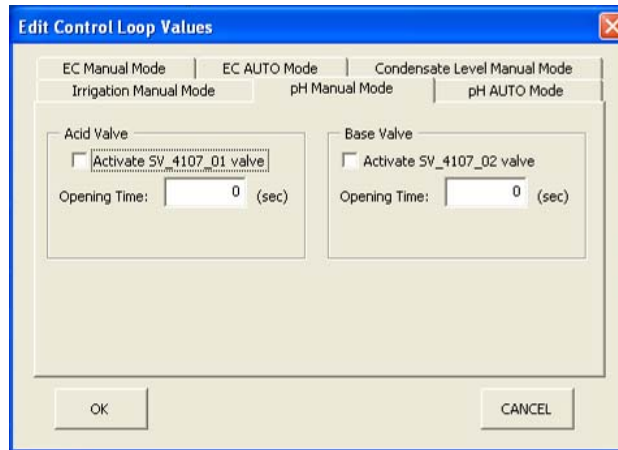 Edit Control Loop Values
EC Manual Mode EC AUTO Mode Condensate Level Manual Mode
Irrigation Manual Mode pH Manual Mode pH AUTO Mode
Acid Valve Base Valve
Activate SV_4107_01 valve Activate SV_4107_02 valve
Opening Time: 0 (sec) Opening Time: 0 (sec)
OK CANCEL